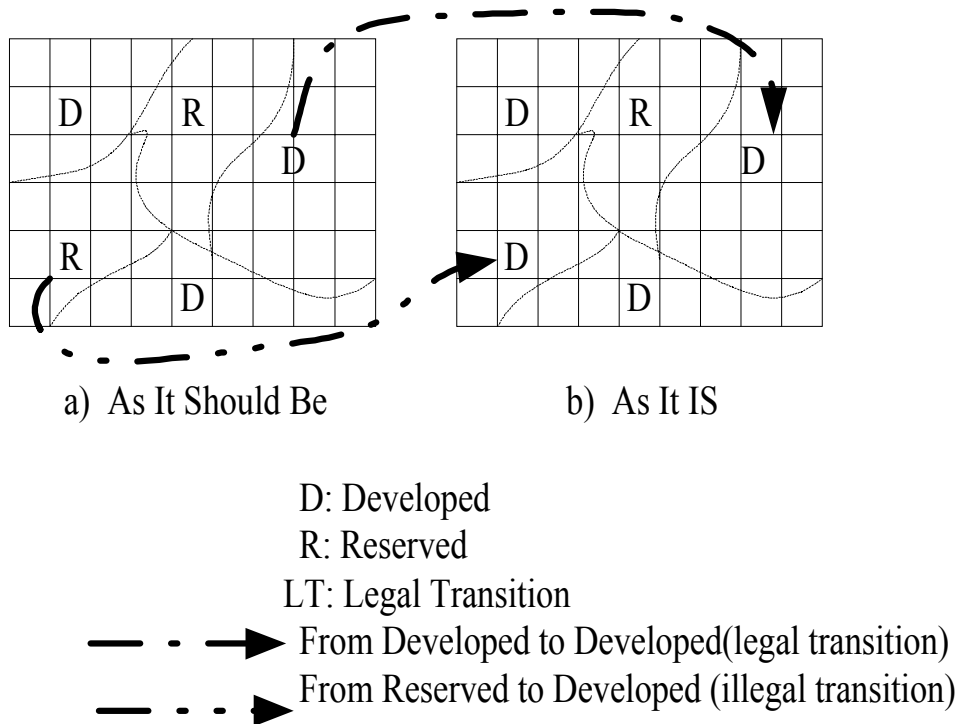 D R D D R D D D D D
a) As It Should Be
b) As It IS
D: Developed
R: Reserved
LT: Legal Transition
From Developed to Developed(legal transition)
From Reserved to Developed (illegal transition)